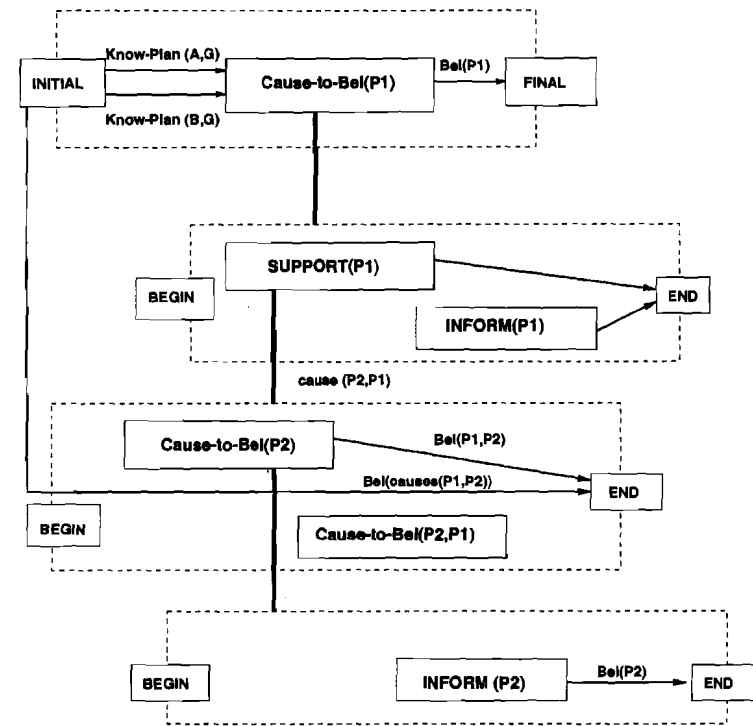 Know-Plan (A,G)
INITIAL
Cause-to-Bel(P1)
Bel(P1)
FINAL
Know-Plan (B,G)
SUPPORT(P1)
BEGIN
END
INFORM(P1)
cause (P2,P1)
Cause-to-Bel(P2)
Bel(P1,P2)
Bel(causes(P1,P2))
END
BEGIN
Cause-to-Bel(P2,P1)
BEGIN
INFORM (P2)
Bel(P2)
END